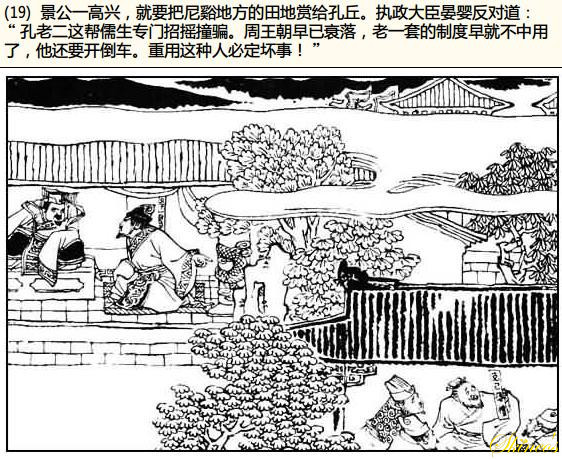 (19) 景公一高兴，就要把尼谿地方的田地赏给孔丘。执政大臣晏婴反对道：
“孔老二这帮儒生专门招摇撞骗。周王朝早已衰落，老一套的制度早就不中用
了，他还要开倒车。重用这种人必定坏事！”